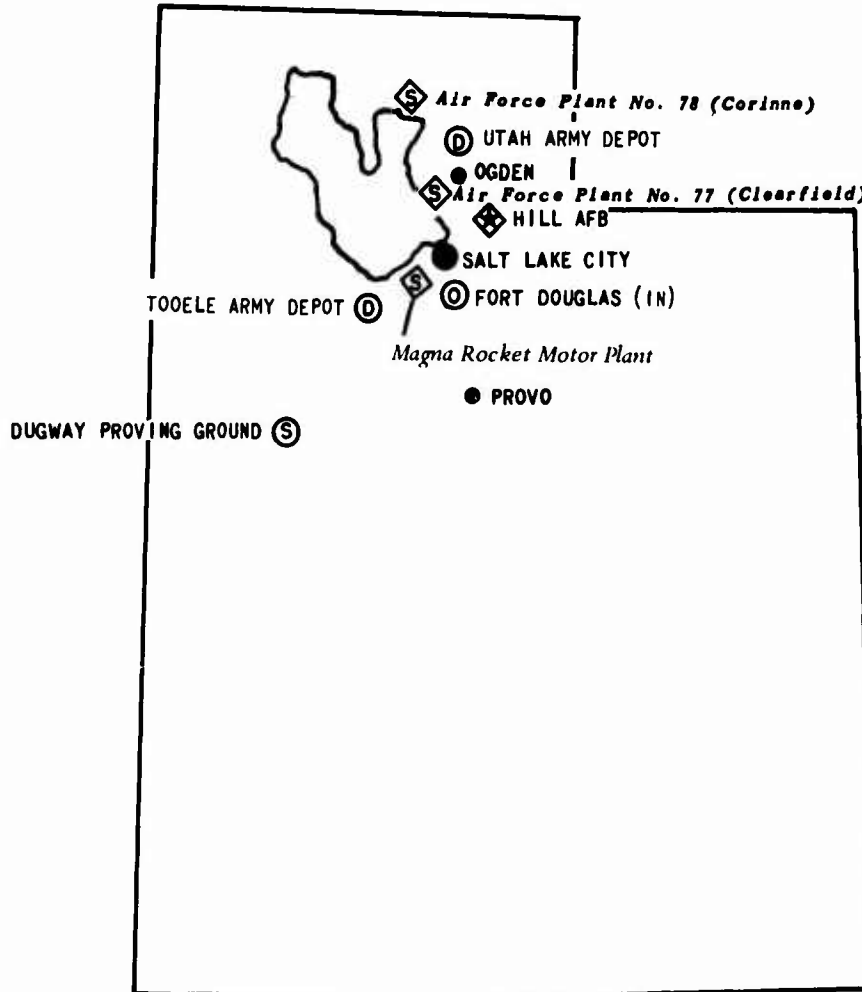 S Air Force Plant No. 78 (Corinne)
D UTAH ARMY DEPOT
OGDEN
S Air Force Plant No. 77 (Clearfield)
HILL AFB
SALT LAKE CITY
S
TOOELE ARMY DEPOT D
O FORT DOUGLAS (IN)
Magna Rocket Motor Plant
PROVO
DUGWAY PROVING GROUND S